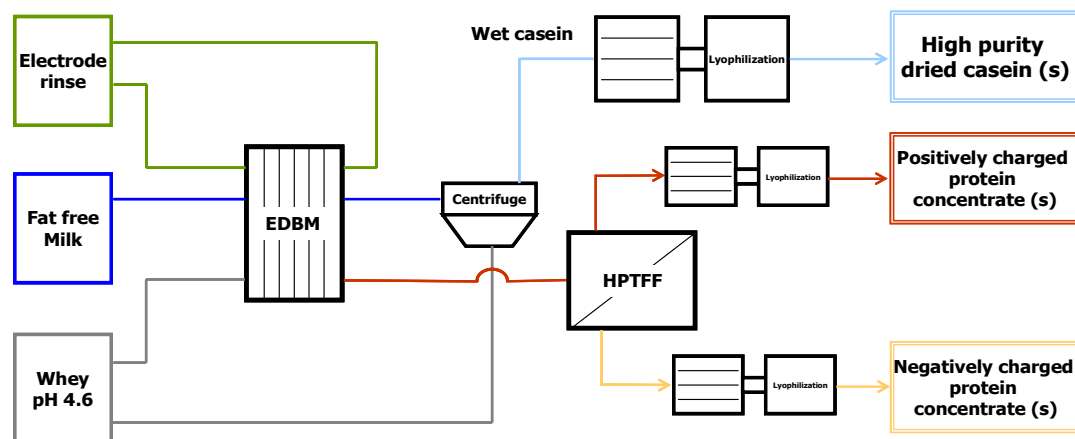 Electrode
rinse
Fat free
Milk
Whey
pH 4.6
EDBM
Centrifuge
Wet casein
Lyophilization
High purity
dried casein (s)
HPTFF
Lyophilization
Positively charged
protein
concentrate (s)
Lyophilization
Negatively charged
protein
concentrate (s)